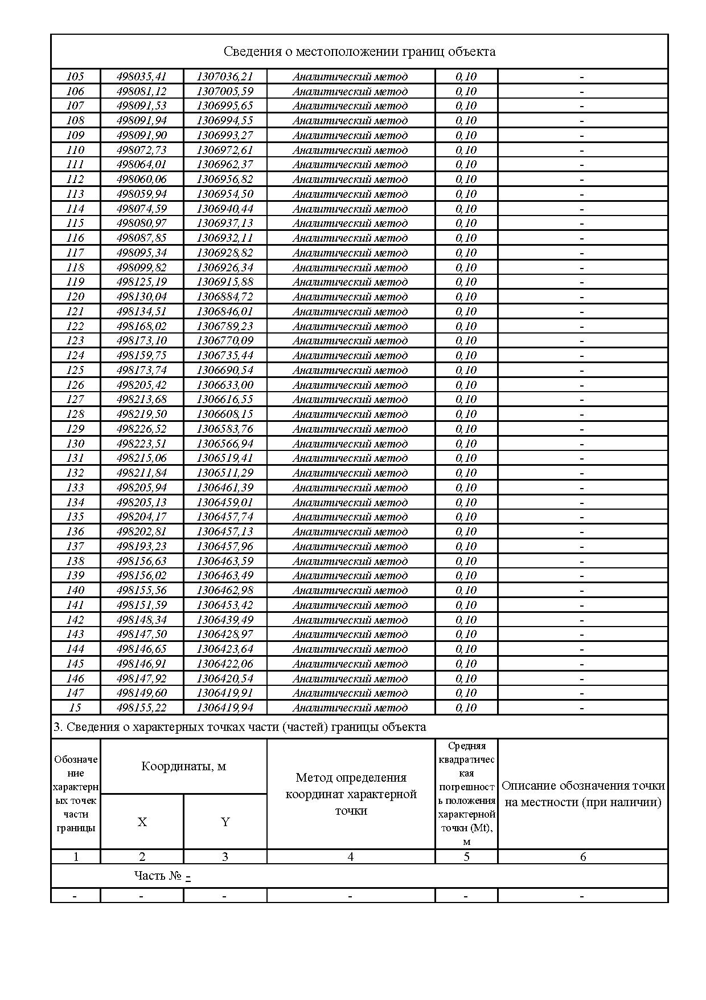 Сведения о местоположении границ объекта
105 498035,41 1307036,21 Аналитический метод 0,10 -
106 498081,12 1307005,59 Аналитический метод 0,10 -
107 498091,53 1306995,65 Аналитический метод 0,10 -
108 498091,94 1306994,55 Аналитический метод 0,10 -
109 498091,90 1306993,27 Аналитический метод 0,10 -
110 498072,73 1306972,61 Аналитический метод 0,10 -
111 498064,01 1306962,37 Аналитический метод 0,10 -
112 498060,06 1306956,82 Аналитический метод 0,10 -
113 498059,94 1306954,50 Аналитический метод 0,10 -
114 498074,59 1306940,44 Аналитический метод 0,10 -
115 498080,97 1306937,13 Аналитический метод 0,10 -
116 498087,85 1306932,11 Аналитический метод 0,10 -
117 498095,34 1306928,82 Аналитический метод 0,10 -
118 498099,82 1306926,34 Аналитический метод 0,10 -
119 498125,19 1306915,88 Аналитический метод 0,10 -
120 498130,04 1306884,72 Аналитический метод 0,10 -
121 498134,51 1306846,01 Аналитический метод 0,10 -
122 498168,02 1306789,23 Аналитический метод 0,10 -
123 498173,10 1306770,09 Аналитический метод 0,10 -
124 498159,75 1306735,44 Аналитический метод 0,10 -
125 498173,74 1306690,54 Аналитический метод 0,10 -
126 498205,42 1306633,00 Аналитический метод 0,10 -
127 498213,68 1306616,55 Аналитический метод 0,10 -
128 498219,50 1306608,15 Аналитический метод 0,10 -
129 498226,52 1306583,76 Аналитический метод 0,10 -
130 498223,51 1306566,94 Аналитический метод 0,10 -
131 498215,06 1306519,41 Аналитический метод 0,10 -
132 498211,84 1306511,29 Аналитический метод 0,10 -
133 498205,94 1306461,39 Аналитический метод 0,10 -
134 498205,13 1306459,01 Аналитический метод 0,10 -
135 498204,17 1306457,74 Аналитический метод 0,10 -
136 498202,81 1306457,13 Аналитический метод 0,10 -
137 498193,23 1306457,96 Аналитический метод 0,10 -
138 498156,63 1306463,59 Аналитический метод 0,10 -
139 498156,02 1306463,49 Аналитический метод 0,10 -
140 498155,56 1306462,98 Аналитический метод 0,10 -
141 498151,59 1306453,42 Аналитический метод 0,10 -
142 498148,34 1306439,49 Аналитический метод 0,10 -
143 498147,50 1306428,97 Аналитический метод 0,10 -
144 498146,65 1306423,64 Аналитический метод 0,10 -
145 498146,91 1306422,06 Аналитический метод 0,10 -
146 498147,92 1306420,54 Аналитический метод 0,10 -
147 498149,60 1306419,91 Аналитический метод 0,10 -
15 498155,22 1306419,94 Аналитический метод 0,10 -
3. Сведения о характерных точках части (частей) границы объекта
Обозначе
ние
характерн
ых точек
части
границы
Координаты, м
X Y
Метод определения
координат характерной
точки
Средняя
квадратичес
кая
погрешност
ь положения
характерной
точки (Mt),
м
Описание обозначения точки
на местности (при наличии)
1 2 3 4 5 6
Часть № -
- - - - - -